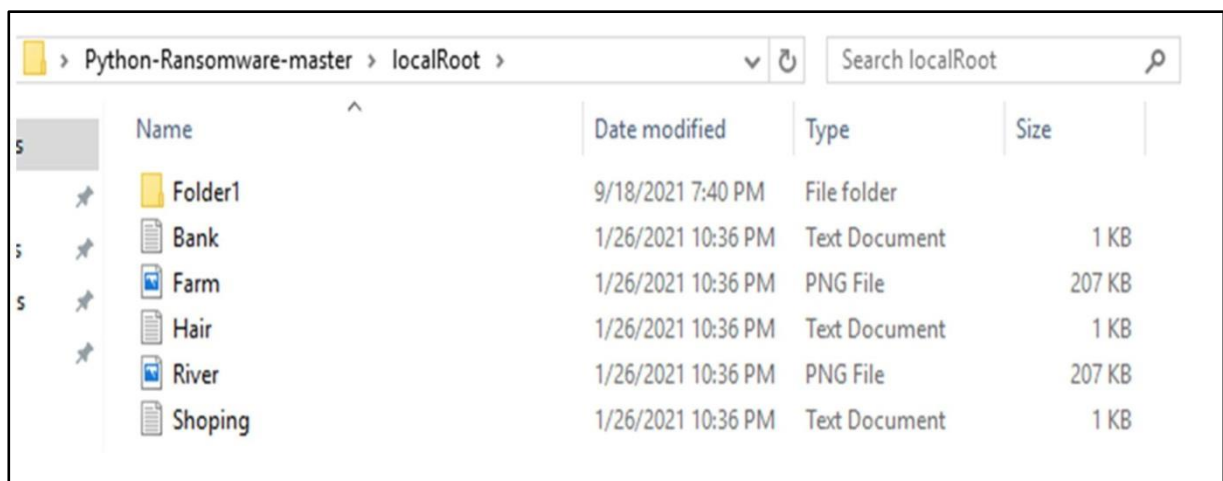 Python-Ransomware-master > localRoot > Search localRoot
Name Date modified Type Size
s
Folder1 9/18/2021 7:40 PM File folder
Bank 1/26/2021 10:36 PM Text Document 1 KB
s
Farm 1/26/2021 10:36 PM PNG File 207 KB
s
Hair 1/26/2021 10:36 PM Text Document 1 KB
River 1/26/2021 10:36 PM PNG File 207 KB
Shoping 1/26/2021 10:36 PM Text Document 1 KB